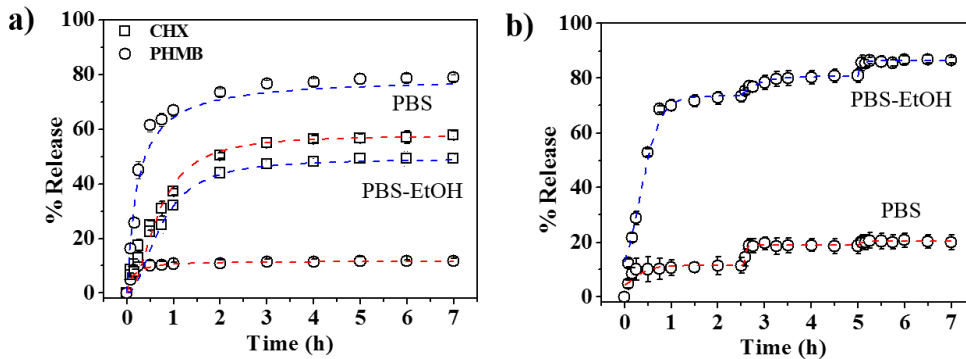 a)
100
80
60
40
20
0
% Release
CHX
PHMB
PBS
PBS-EtOH
0 1 2 3 4 5 6 7
Time (h)
b)
100
80
60
40
20
0
% Release
PBS-EtOH
PBS
0 1 2 3 4 5 6 7
Time (h)